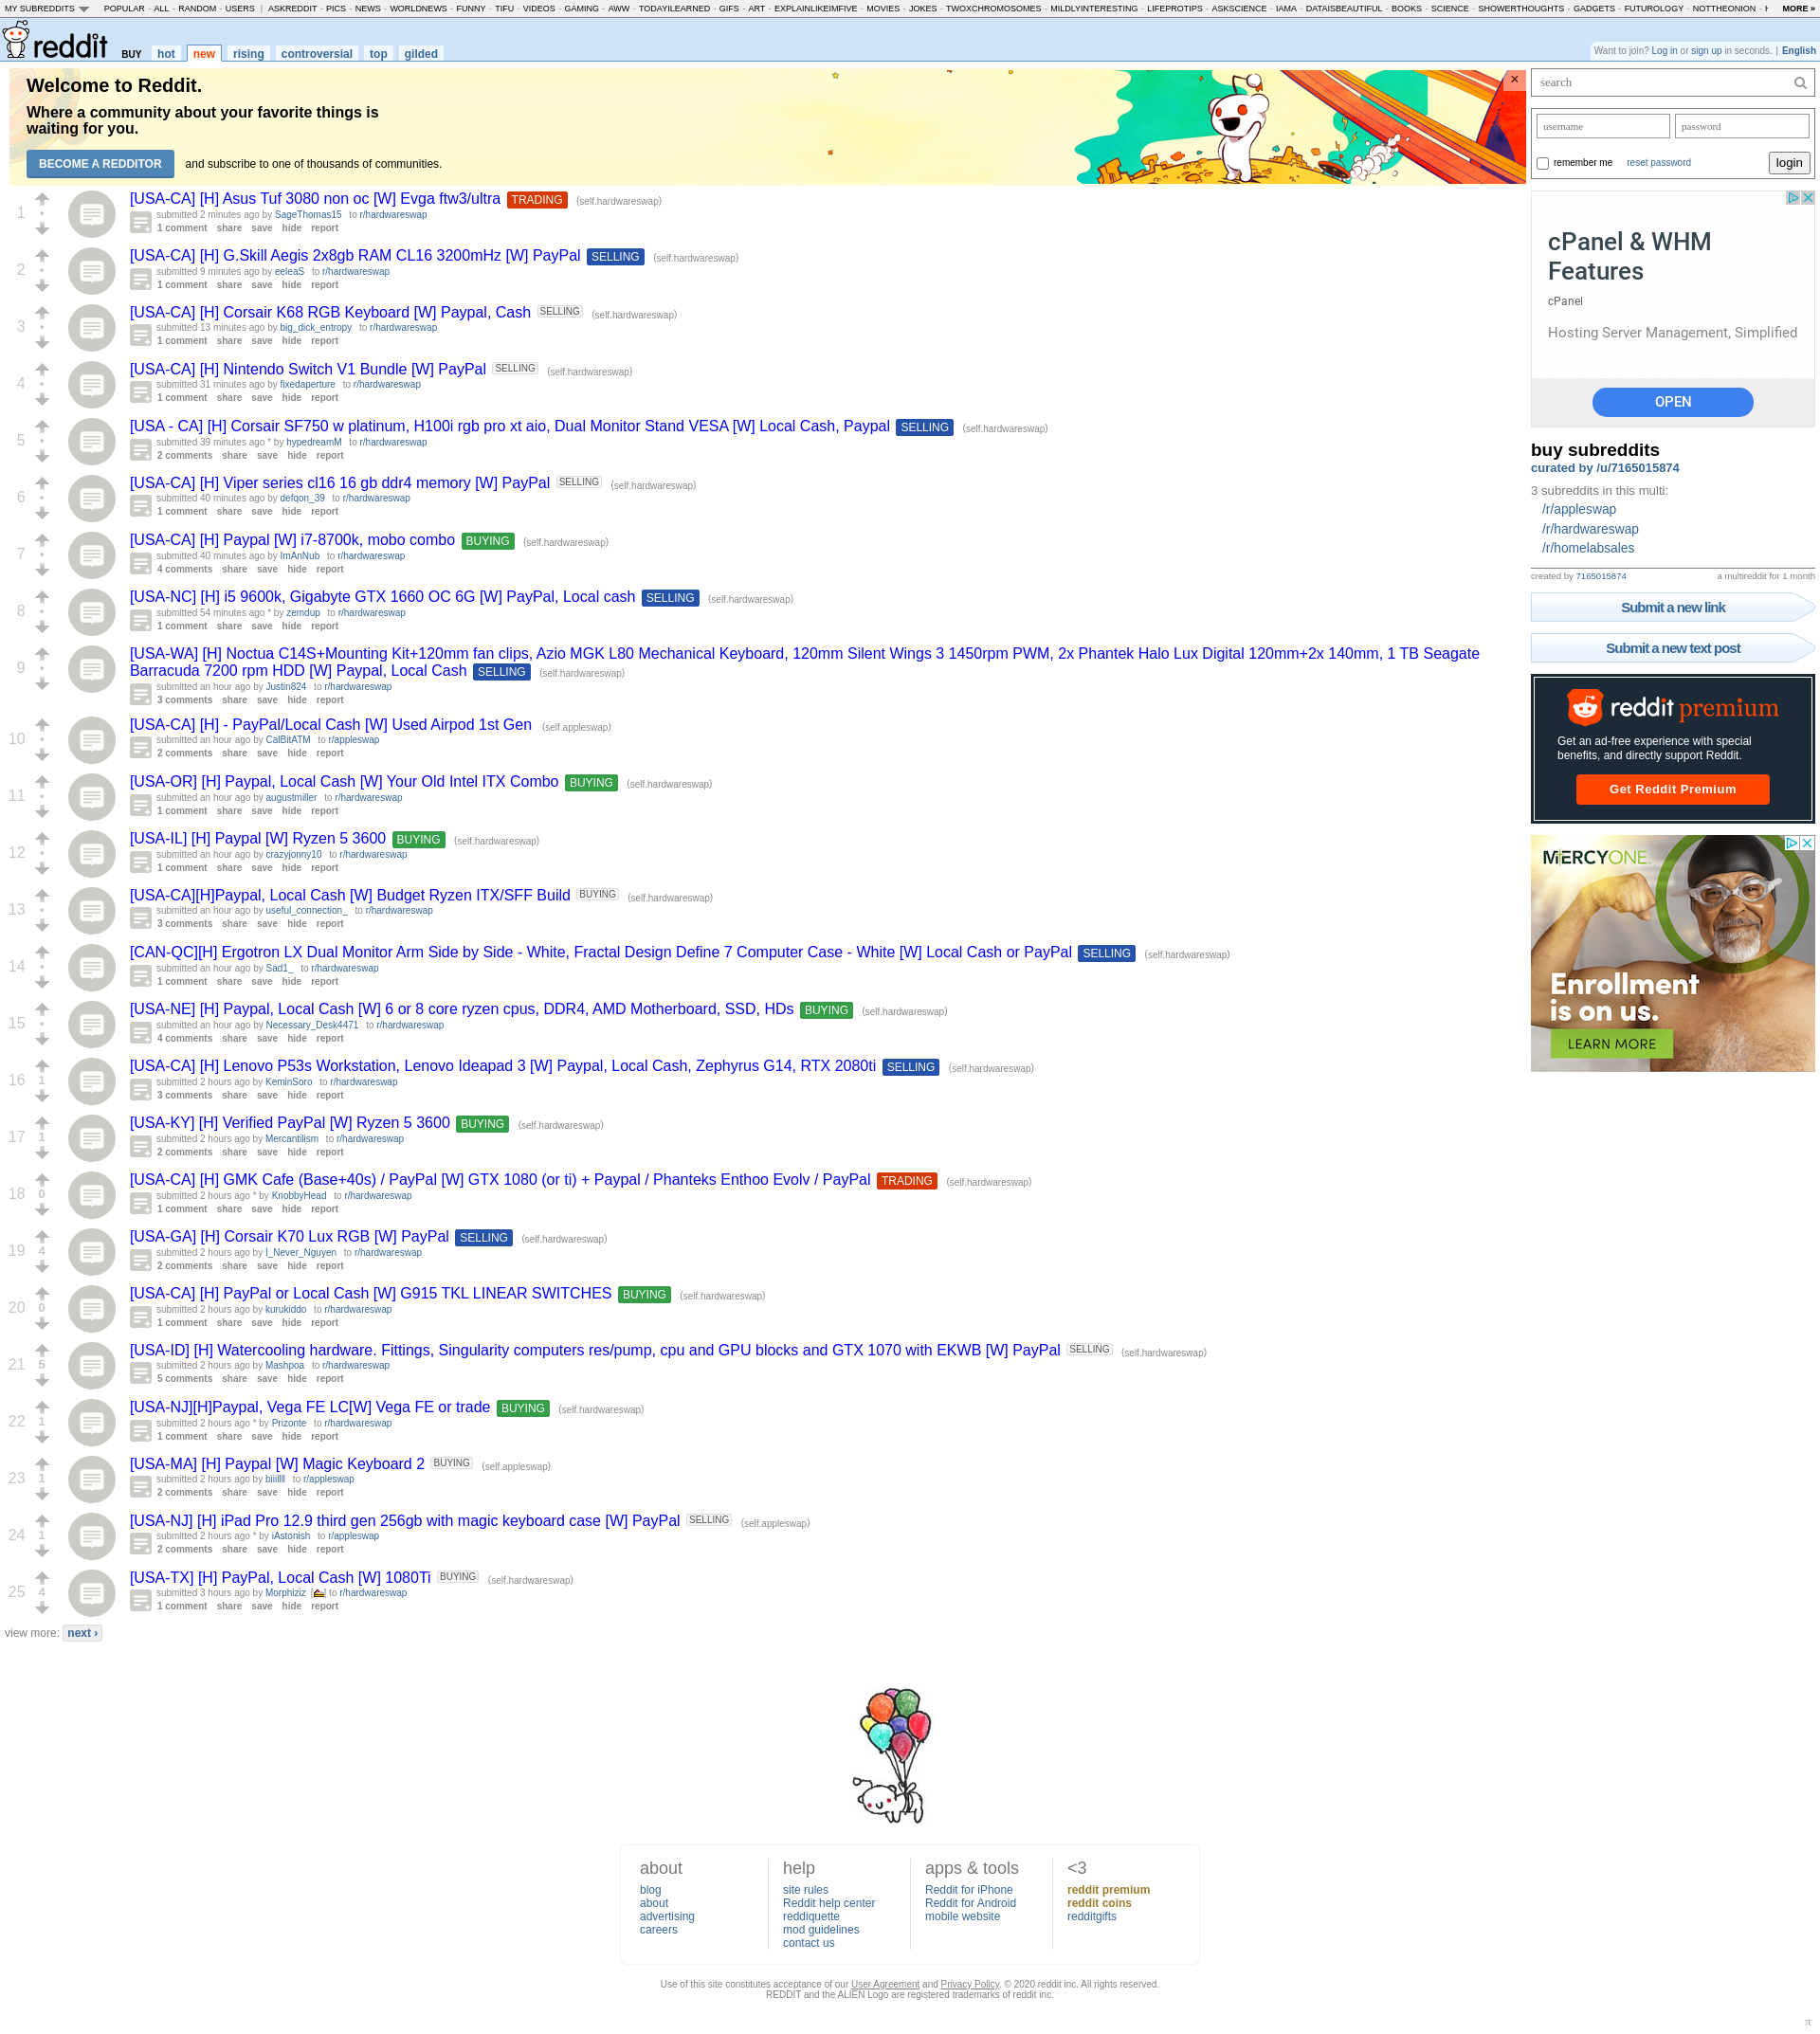 MY SUBREDDITS POPULAR - ALL - RANDOM - USERS | ASKREDDIT - PICS - NEWS - WORLDNEWS - FUNNY - TIFU - VIDEOS - GAMING - AWW - TODAYILEARNED - GIFS - ART - EXPLAINLIKEIMFIVE - MOVIES - JOKES - TWOXCHROMOSOMES - MILDLYINTERESTING - LIFEPROTIPS - ASKSCIENCE - IAMA - DATAISBEAUTIFUL - BOOKS - SCIENCE - SHOWERTHOUGHTS - GADGETS - FUTUROLOGY - NOTTHEONION - MORE »
reddit BUY hot new rising controversial top gilded
Want to join? Log in or sign up in seconds. | English
Welcome to Reddit.
Where a community about your favorite things is
waiting for you.
BECOME A REDDITOR and subscribe to one of thousands of communities.
×
1
[USA-CA] [H] Asus Tuf 3080 non oc [W] Evga ftw3/ultra TRADING (self.hardwareswap)
submitted 2 minutes ago by SageThomas15 to r/hardwareswap
1 comment share save hide report
2
[USA-CA] [H] G.Skill Aegis 2x8gb RAM CL16 3200mHz [W] PayPal SELLING (self.hardwareswap)
submitted 9 minutes ago by eeleaS to r/hardwareswap
1 comment share save hide report
3
[USA-CA] [H] Corsair K68 RGB Keyboard [W] Paypal, Cash SELLING (self.hardwareswap)
submitted 13 minutes ago by big_dick_entropy to r/hardwareswap
1 comment share save hide report
4
[USA-CA] [H] Nintendo Switch V1 Bundle [W] PayPal SELLING (self.hardwareswap)
submitted 31 minutes ago by fixedaperture to r/hardwareswap
1 comment share save hide report
5
[USA - CA] [H] Corsair SF750 w platinum, H100i rgb pro xt aio, Dual Monitor Stand VESA [W] Local Cash, Paypal SELLING (self.hardwareswap)
submitted 39 minutes ago * by hypedreamM to r/hardwareswap
2 comments share save hide report
6
[USA-CA] [H] Viper series cl16 16 gb ddr4 memory [W] PayPal SELLING (self.hardwareswap)
submitted 40 minutes ago by defqon_39 to r/hardwareswap
1 comment share save hide report
7
[USA-CA] [H] Paypal [W] i7-8700k, mobo combo BUYING (self.hardwareswap)
submitted 40 minutes ago by ImAnNub to r/hardwareswap
4 comments share save hide report
8
[USA-NC] [H] i5 9600k, Gigabyte GTX 1660 OC 6G [W] PayPal, Local cash SELLING (self.hardwareswap)
submitted 54 minutes ago * by zemdup to r/hardwareswap
1 comment share save hide report
9
[USA-WA] [H] Noctua C14S+Mounting Kit+120mm fan clips, Azio MGK L80 Mechanical Keyboard, 120mm Silent Wings 3 1450rpm PWM, 2x Phantek Halo Lux Digital 120mm+2x 140mm, 1 TB Seagate
Barracuda 7200 rpm HDD [W] Paypal, Local Cash SELLING (self.hardwareswap)
submitted an hour ago by Justin824 to r/hardwareswap
3 comments share save hide report
10
[USA-CA] [H] - PayPal/Local Cash [W] Used Airpod 1st Gen (self.appleswap)
submitted an hour ago by CalBitATM to r/appleswap
2 comments share save hide report
11
[USA-OR] [H] Paypal, Local Cash [W] Your Old Intel ITX Combo BUYING (self.hardwareswap)
submitted an hour ago by augustmiller to r/hardwareswap
1 comment share save hide report
12
[USA-IL] [H] Paypal [W] Ryzen 5 3600 BUYING (self.hardwareswap)
submitted an hour ago by crazyjonny10 to r/hardwareswap
1 comment share save hide report
13
[USA-CA][H]Paypal, Local Cash [W] Budget Ryzen ITX/SFF Build BUYING (self.hardwareswap)
submitted an hour ago by useful_connection_ to r/hardwareswap
3 comments share save hide report
14
[CAN-QC][H] Ergotron LX Dual Monitor Arm Side by Side - White, Fractal Design Define 7 Computer Case - White [W] Local Cash or PayPal SELLING (self.hardwareswap)
submitted an hour ago by Sad1_ to r/hardwareswap
1 comment share save hide report
15
[USA-NE] [H] Paypal, Local Cash [W] 6 or 8 core ryzen cpus, DDR4, AMD Motherboard, SSD, HDs BUYING (self.hardwareswap)
submitted an hour ago by Necessary_Desk4471 to r/hardwareswap
4 comments share save hide report
16 1
[USA-CA] [H] Lenovo P53s Workstation, Lenovo Ideapad 3 [W] Paypal, Local Cash, Zephyrus G14, RTX 2080ti SELLING (self.hardwareswap)
submitted 2 hours ago by KeminSoro to r/hardwareswap
3 comments share save hide report
17 1
[USA-KY] [H] Verified PayPal [W] Ryzen 5 3600 BUYING (self.hardwareswap)
submitted 2 hours ago by Mercantilism to r/hardwareswap
2 comments share save hide report
18 0
[USA-CA] [H] GMK Cafe (Base+40s) / PayPal [W] GTX 1080 (or ti) + Paypal / Phanteks Enthoo Evolv / PayPal TRADING (self.hardwareswap)
submitted 2 hours ago * by KnobbyHead to r/hardwareswap
1 comment share save hide report
19 4
[USA-GA] [H] Corsair K70 Lux RGB [W] PayPal SELLING (self.hardwareswap)
submitted 2 hours ago by I_Never_Nguyen to r/hardwareswap
2 comments share save hide report
20 0
[USA-CA] [H] PayPal or Local Cash [W] G915 TKL LINEAR SWITCHES BUYING (self.hardwareswap)
submitted 2 hours ago by kurukiddo to r/hardwareswap
1 comment share save hide report
21 5
[USA-ID] [H] Watercooling hardware. Fittings, Singularity computers res/pump, cpu and GPU blocks and GTX 1070 with EKWB [W] PayPal SELLING (self.hardwareswap)
submitted 2 hours ago by Mashpoa to r/hardwareswap
5 comments share save hide report
22 1
[USA-NJ][H]Paypal, Vega FE LC[W] Vega FE or trade BUYING (self.hardwareswap)
submitted 2 hours ago * by Prizonte to r/hardwareswap
1 comment share save hide report
23 1
[USA-MA] [H] Paypal [W] Magic Keyboard 2 BUYING (self.appleswap)
submitted 2 hours ago by to r/appleswap
2 comments share save hide report
24 1
[USA-NJ] [H] iPad Pro 12.9 third gen 256gb with magic keyboard case [W] PayPal SELLING (self.appleswap)
submitted 2 hours ago * by iAstonish to r/appleswap
2 comments share save hide report
25 4
[USA-TX] [H] PayPal, Local Cash [W] 1080Ti BUYING (self.hardwareswap)
submitted 3 hours ago by Morphiziz [] to r/hardwareswap
1 comment share save hide report
view more: next ›
search
username password
remember me reset password login
cPanel & WHM
Features
cPanel
Hosting Server Management, Simplified
OPEN
buy subreddits
curated by /u/7165015874
3 subreddits in this multi:
/r/appleswap
/r/hardwareswap
/r/homelabsales
created by 7165015874 a multireddit for 1 month
Submit a new link
Submit a new text post
reddit premium
Get an ad-free experience with special
benefits, and directly support Reddit.
Get Reddit Premium
MERCYONE
Enrollment
is on us.
LEARN MORE
about
blog
about
advertising
careers
help
site rules
Reddit help center
reddiquette
mod guidelines
contact us
apps & tools
Reddit for iPhone
Reddit for Android
mobile website
<3
reddit premium
reddit coins
redditgifts
Use of this site constitutes acceptance of our User Agreement and Privacy Policy. © 2020 reddit inc. All rights reserved.
REDDIT and the ALIEN Logo are registered trademarks of reddit inc.
π